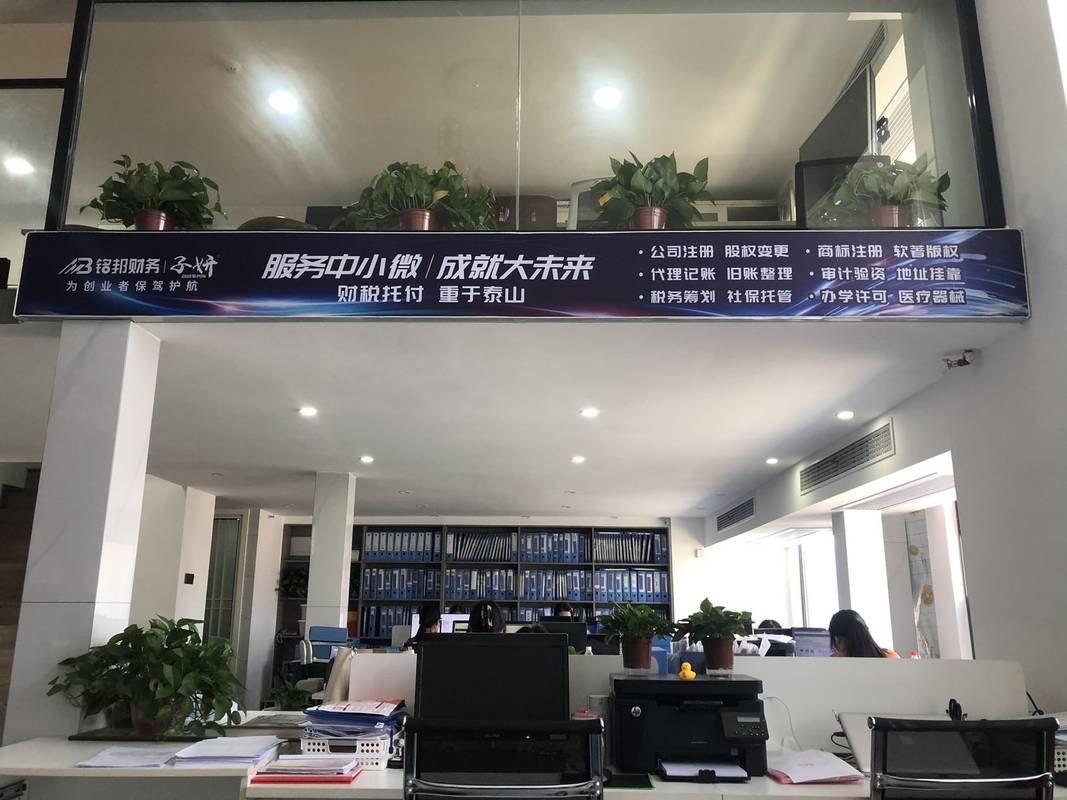 铭邦财务 子妍
为创业者保驾护航
服务中小微/成就大未来
财税托付 重于泰山
·公司注册 股权变更
·代理记账 旧账整理
·税务筹划 社保托管
·商标注册 软著版权
·审计验资 地址挂靠
·办学许可 医疗器械
hp